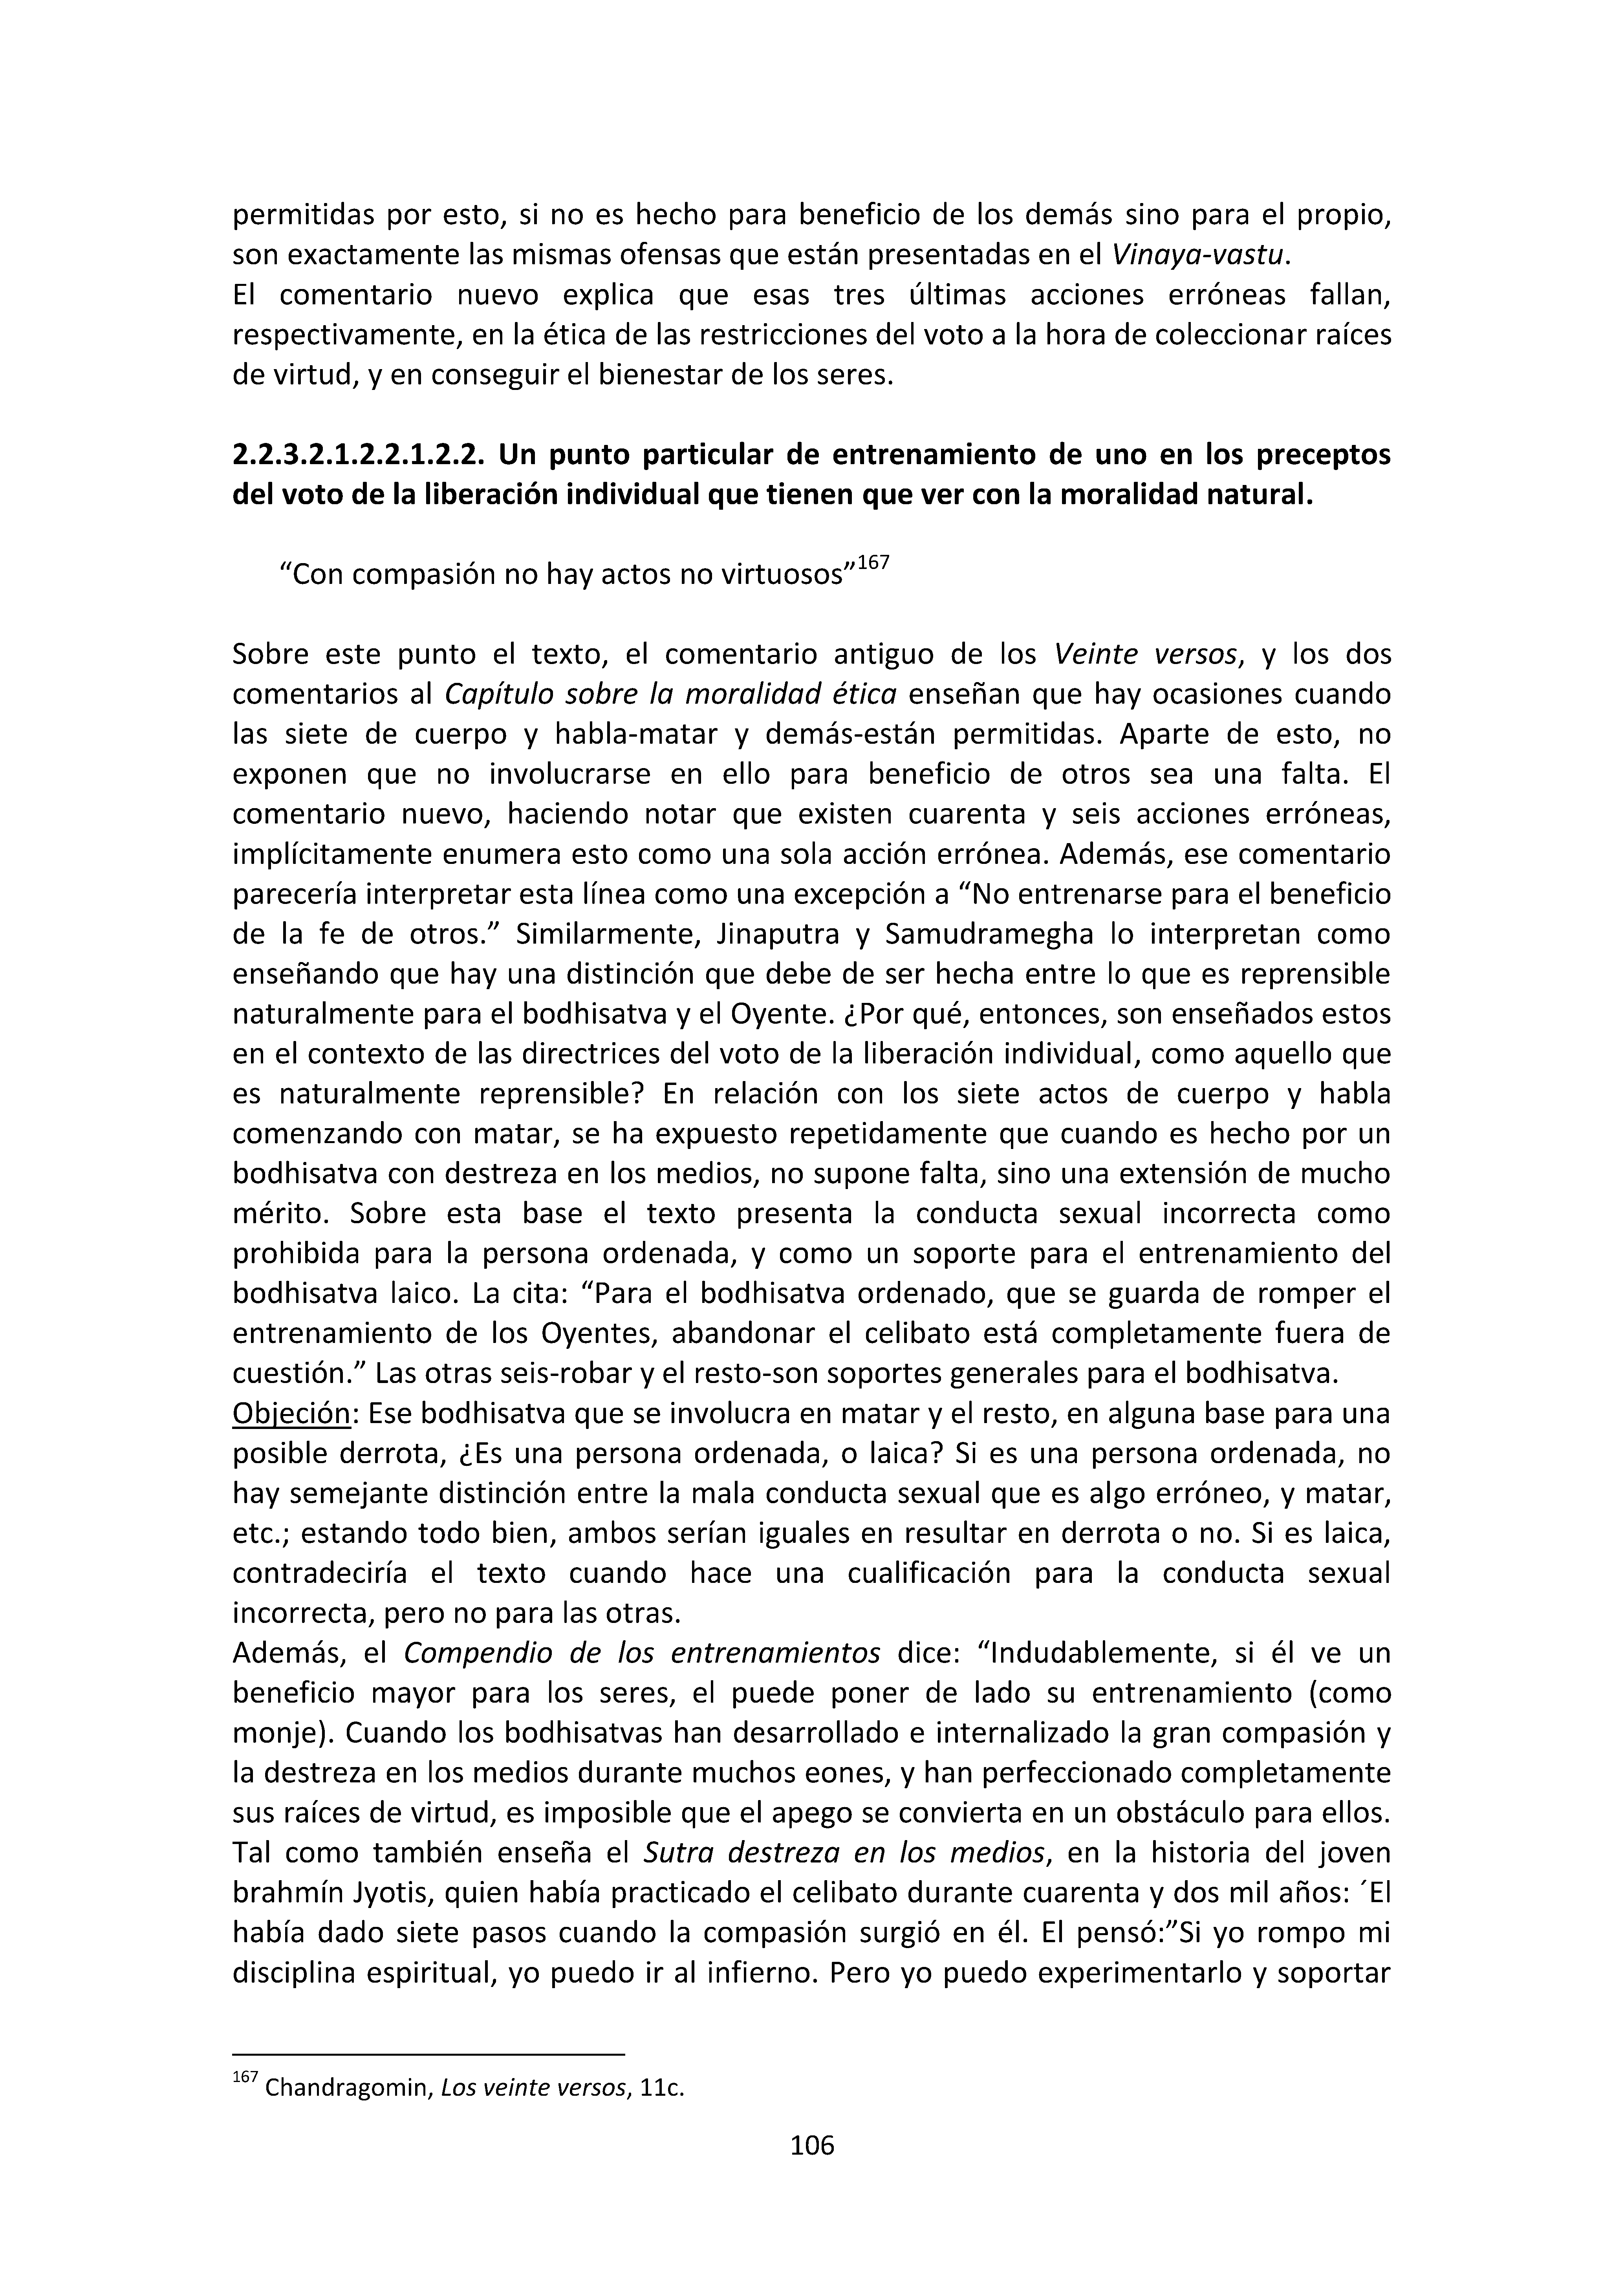 permitidas por esto, si no es hecho para beneficio de los demás sino para el propio,
son exactamente las mismas ofensas que están presentadas en el Vinaya-vastu.
El comentario nuevo explica que esas tres últimas acciones erróneas fallan,
respectivamente, en la ética de las restricciones del voto a la hora de coleccionar raíces
de virtud, y en conseguir el bienestar de los seres.
2.2.3.2.1.2.2.1.2.2. Un punto particular de entrenamiento de uno en los preceptos
del voto de la liberación individual que tienen que ver con la moralidad natural.
“Con compasión no hay actos no virtuosos”167
Sobre este punto el texto, el comentario antiguo de los Veinte versos, y los dos
comentarios al Capítulo sobre la moralidad ética enseñan que hay ocasiones cuando
las siete de cuerpo y habla-matar y demás-están permitidas. Aparte de esto, no
exponen que no involucrarse en ello para beneficio de otros sea una falta. El
comentario nuevo, haciendo notar que existen cuarenta y seis acciones erróneas,
implícitamente enumera esto como una sola acción errónea. Además, ese comentario
parecería interpretar esta línea como una excepción a “No entrenarse para el beneficio
de la fe de otros.” Similarmente, Jinaputra y Samudramegha lo interpretan como
enseñando que hay una distinción que debe de ser hecha entre lo que es reprensible
naturalmente para el bodhisatva y el Oyente. ¿Por qué, entonces, son enseñados estos
en el contexto de las directrices del voto de la liberación individual, como aquello que
es naturalmente reprensible? En relación con los siete actos de cuerpo y habla
comenzando con matar, se ha expuesto repetidamente que cuando es hecho por un
bodhisatva con destreza en los medios, no supone falta, sino una extensión de mucho
mérito. Sobre esta base el texto presenta la conducta sexual incorrecta como
prohibida para la persona ordenada, y como un soporte para el entrenamiento del
bodhisatva laico. La cita: “Para el bodhisatva ordenado, que se guarda de romper el
entrenamiento de los Oyentes, abandonar el celibato está completamente fuera de
cuestión.” Las otras seis-robar y el resto-son soportes generales para el bodhisatva.
Objeción: Ese bodhisatva que se involucra en matar y el resto, en alguna base para una
posible derrota, ¿Es una persona ordenada, o laica? Si es una persona ordenada, no
hay semejante distinción entre la mala conducta sexual que es algo erróneo, y matar,
etc.; estando todo bien, ambos serían iguales en resultar en derrota o no. Si es laica,
contradeciría el texto cuando hace una cualificación para la conducta sexual
incorrecta, pero no para las otras.
Además, el Compendio de los entrenamientos dice: “Indudablemente, si él ve un
beneficio mayor para los seres, el puede poner de lado su entrenamiento (como
monje). Cuando los bodhisatvas han desarrollado e internalizado la gran compasión y
la destreza en los medios durante muchos eones, y han perfeccionado completamente
sus raíces de virtud, es imposible que el apego se convierta en un obstáculo para ellos.
Tal como también enseña el Sutra destreza en los medios, en la historia del joven
brahmín Jyotis, quien había practicado el celibato durante cuarenta y dos mil años: ´El
había dado siete pasos cuando la compasión surgió en él. El pensó:”Si yo rompo mi
disciplina espiritual, yo puedo ir al infierno. Pero yo puedo experimentarlo y soportar
167 Chandragomin, Los veinte versos, 11c.
106